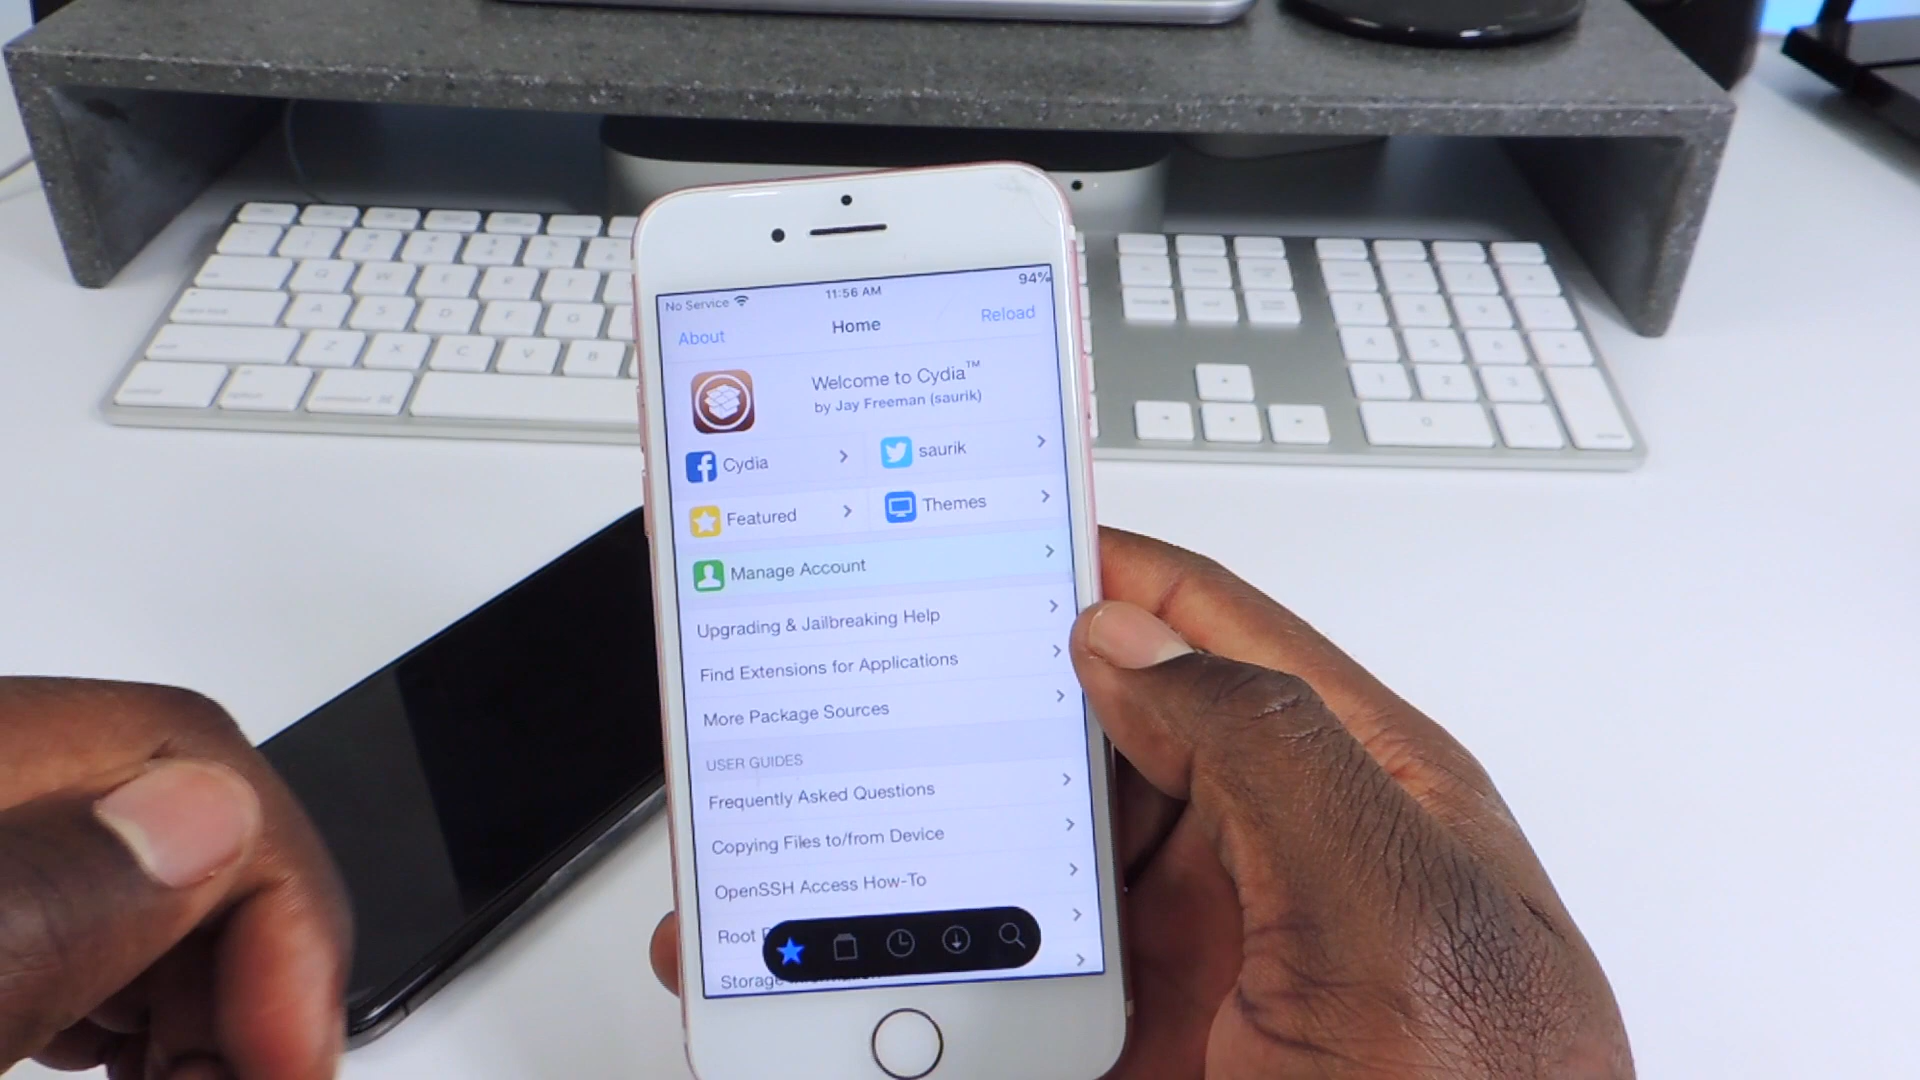 No Service
11:56 AM
94%
About
Home
Reload
Welcome to Cydia™
by Jay Freeman (saurik)
Cydia
saurik
Featured
Themes
Manage Account
Upgrading & Jailbreaking Help
Find Extensions for Applications
More Package Sources
USER GUIDES
Frequently Asked Questions
Copying Files to/from Device
OpenSSH Access How-To
Root
Storage